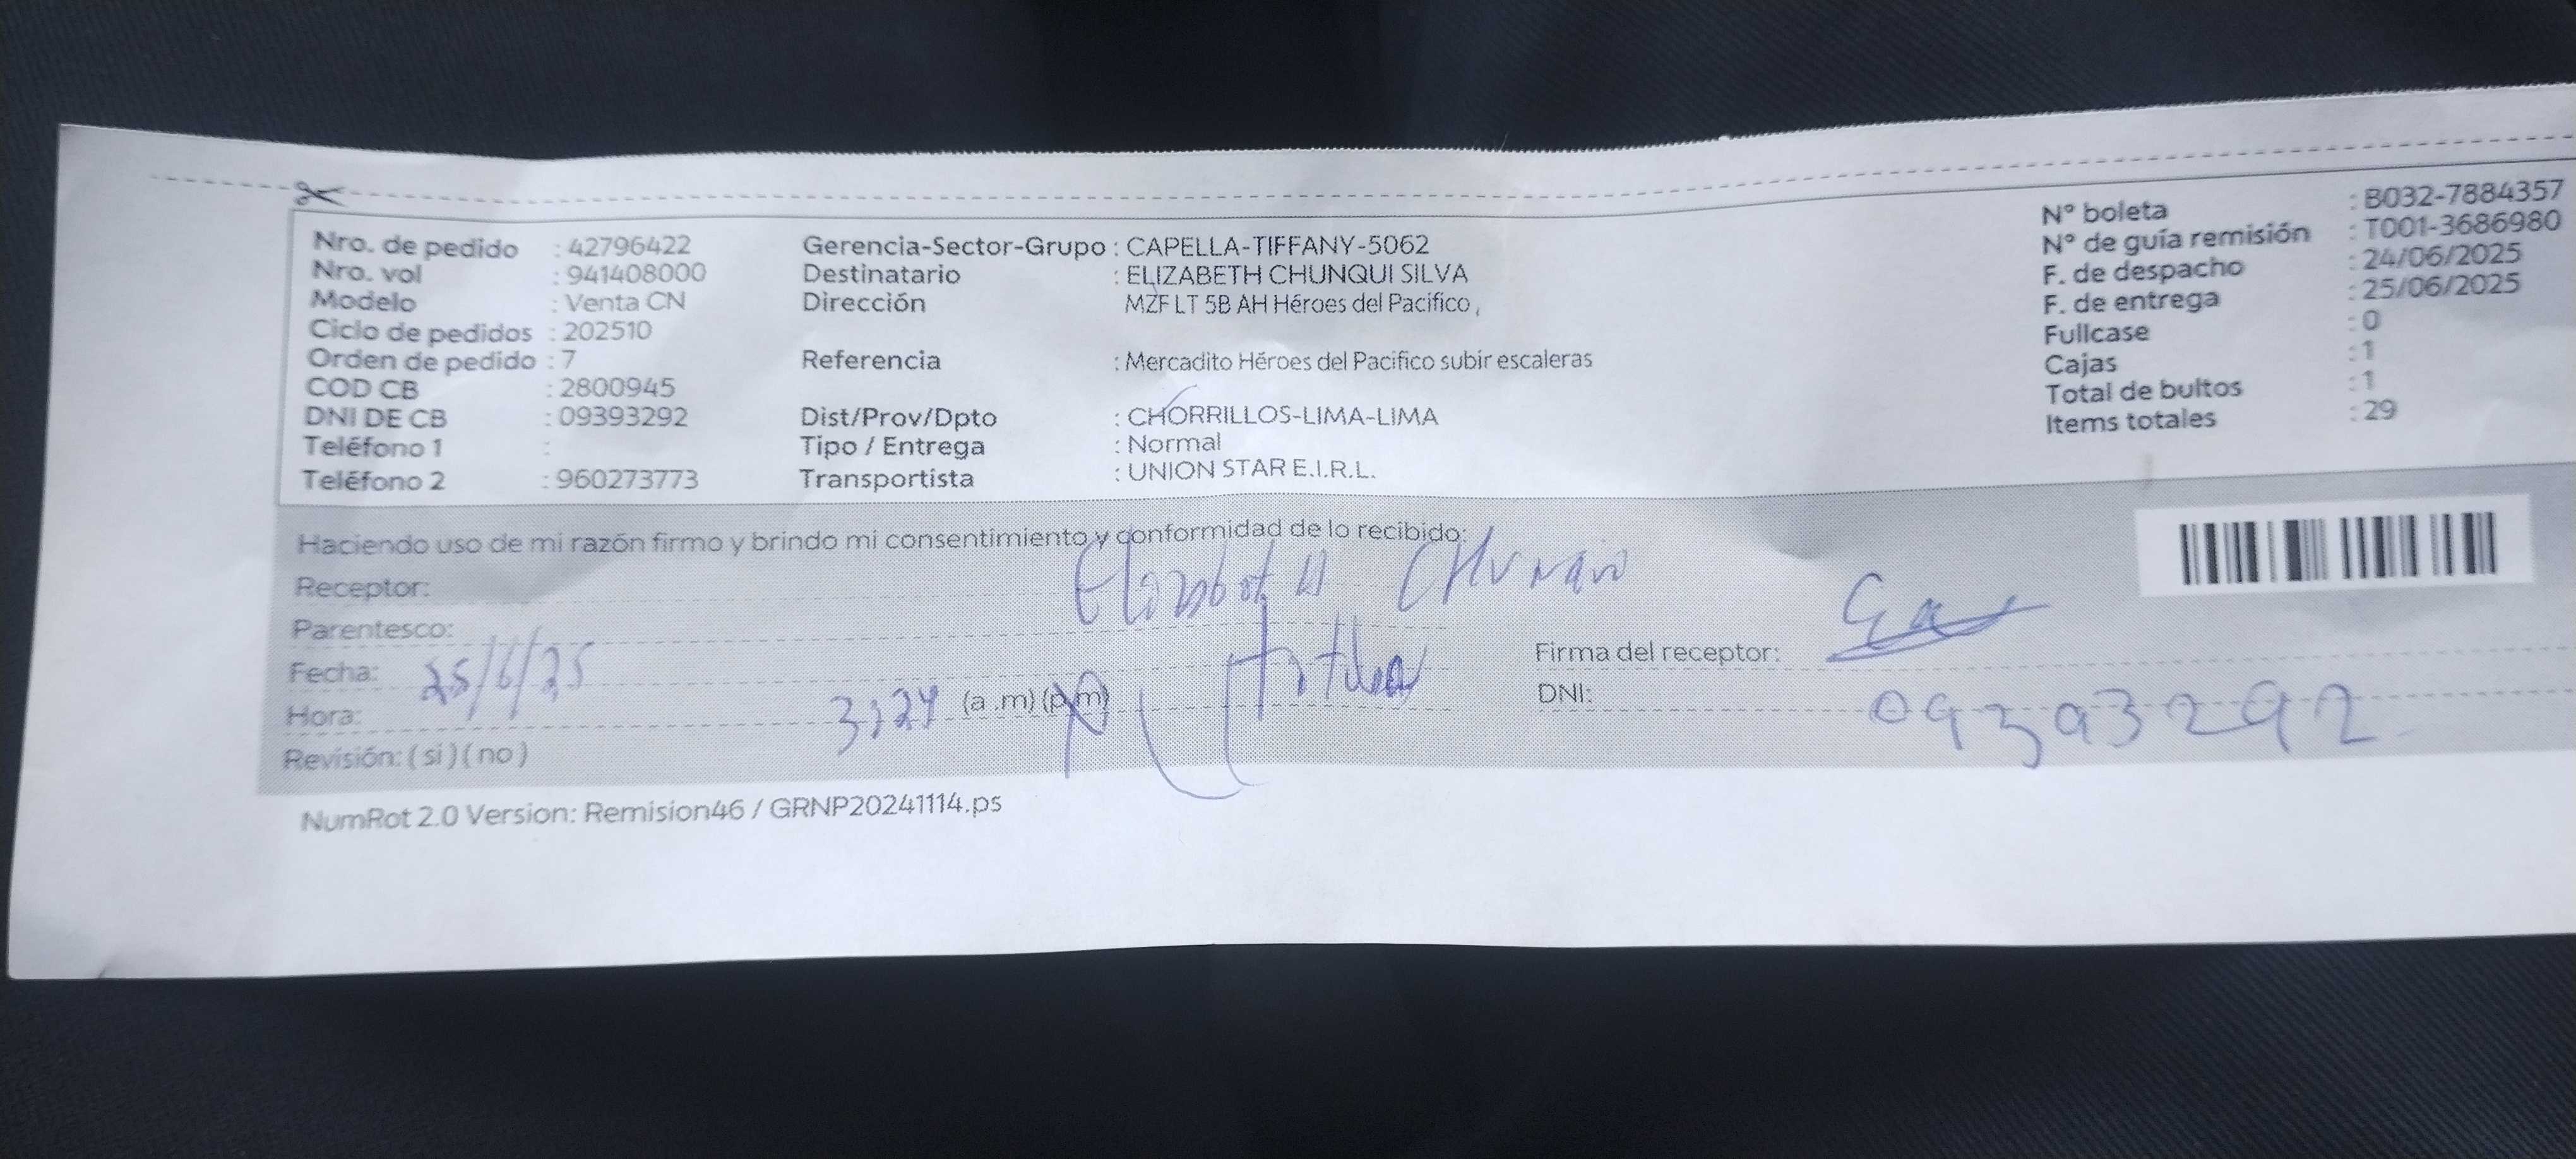 Nro. de pedido : 42796422
Nro. vol : 941408000
Modelo : Venta CN
Ciclo de pedidos : 202510
Orden de pedido : 7
COD CB : 2800945
DNI DE CB : 09393292
Teléfono 1 :
Teléfono 2 : 960273773
Gerencia-Sector-Grupo : CAPELLA-TIFFANY-5062
Destinatario : ELIZABETH CHUNQUI SILVA
Dirección MZF LT 5B AH Héroes del Pacifico ,
Referencia : Mercadito Héroes del Pacifico subir escaleras
Dist/Prov/Dpto : CHORRILLOS-LIMA-LIMA
Tipo / Entrega : Normal
Transportista : UNION STAR E.I.R.L.
N° boleta : B032-7884357
N° de guía remisión : T001-3686980
F. de despacho : 24/06/2025
F. de entrega : 25/06/2025
Fullcase : 0
Cajas : 1
Total de bultos : 1
Items totales : 29
Haciendo uso de mi razón firmo y brindo mi consentimiento y conformidad de lo recibido:
Receptor: Elizabeth
Parentesco:
Fecha: 25/6/25
Hora: 3:24 (a .m) (p.m)
Revisión: ( si ) ( no )
Firma del receptor:
DNI: 09393292
NumRot 2.0 Version: Remision46 / GRNP20241114.ps